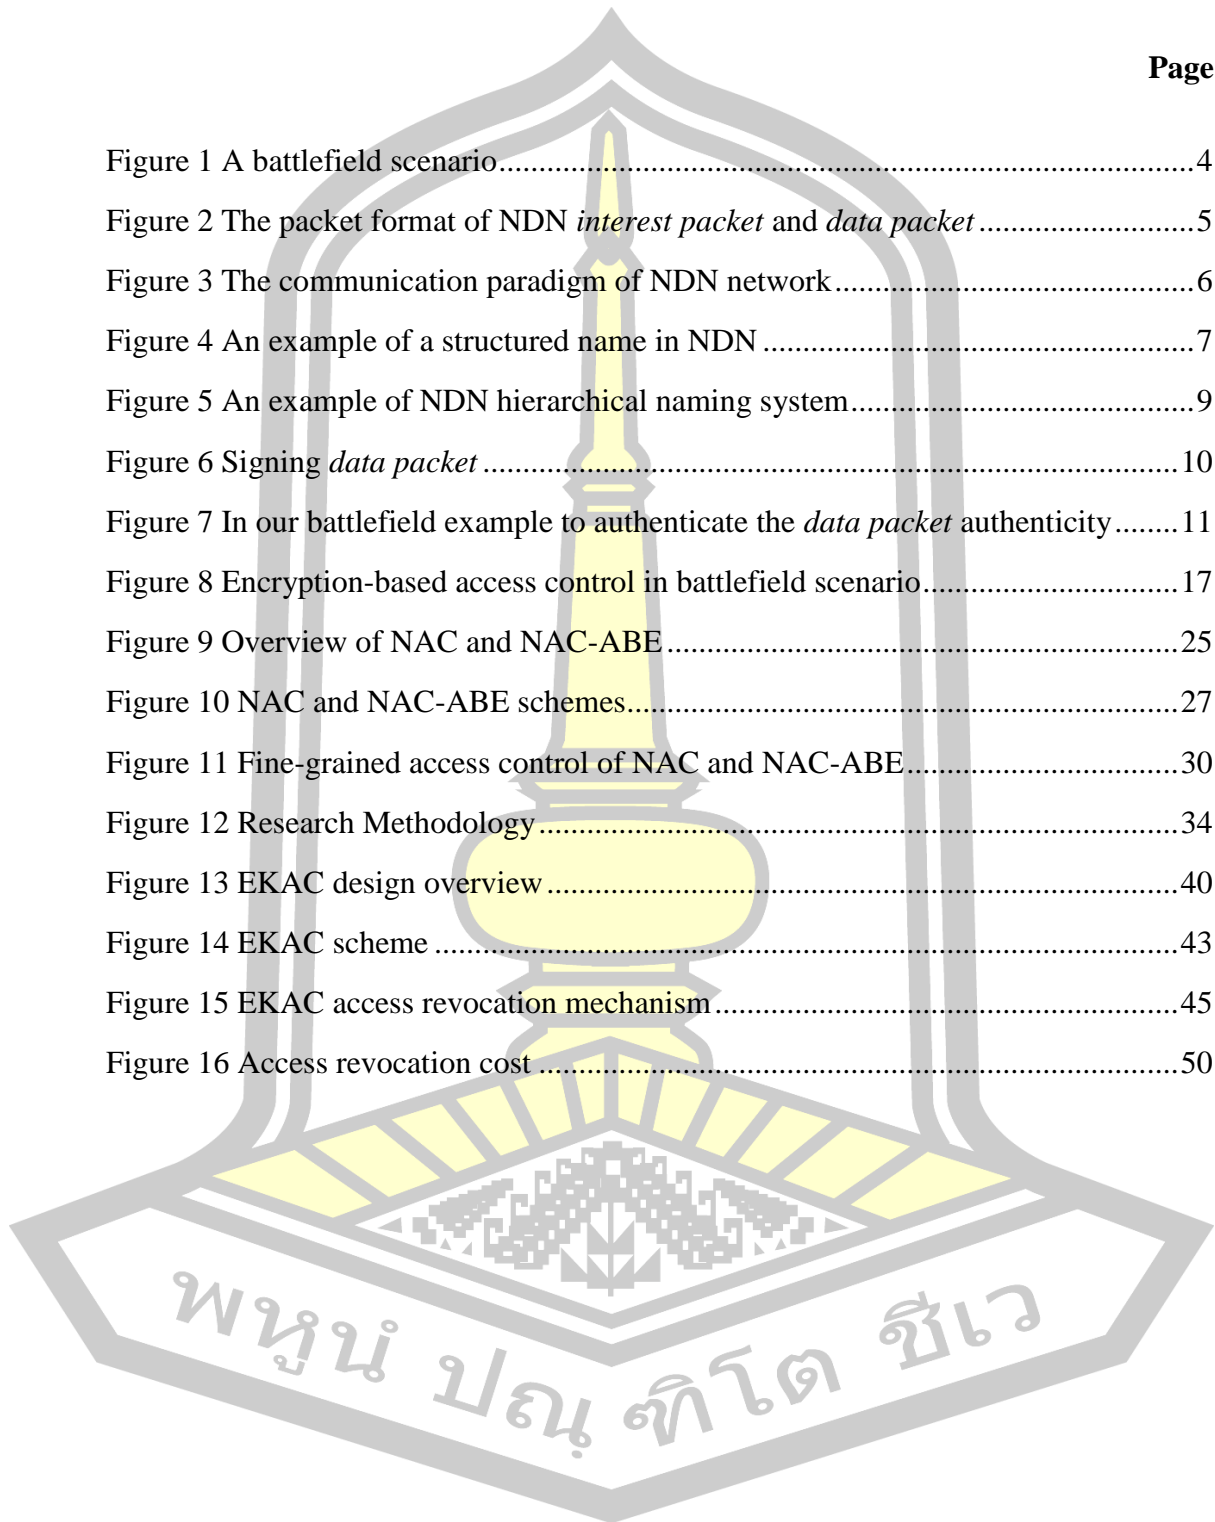 Page
Figure 1 A battlefield scenario....................................................................................................4
Figure 2 The packet format of NDN interest packet and data packet...............................5
Figure 3 The communication paradigm of NDN network...................................................6
Figure 4 An example of a structured name in NDN.............................................................7
Figure 5 An example of NDN hierarchical naming system.................................................9
Figure 6 Signing data packet.....................................................................................................10
Figure 7 In our battlefield example to authenticate the data packet authenticity........11
Figure 8 Encryption-based access control in battlefield scenario....................................17
Figure 9 Overview of NAC and NAC-ABE..........................................................................25
Figure 10 NAC and NAC-ABE schemes................................................................................27
Figure 11 Fine-grained access control of NAC and NAC-ABE......................................30
Figure 12 Research Methodology............................................................................................34
Figure 13 EKAC design overview...........................................................................................40
Figure 14 EKAC scheme...........................................................................................................43
Figure 15 EKAC access revocation mechanism..................................................................45
Figure 16 Access revocation cost............................................................................................50
พหูนํ ปณฺฑิโต ชีเว